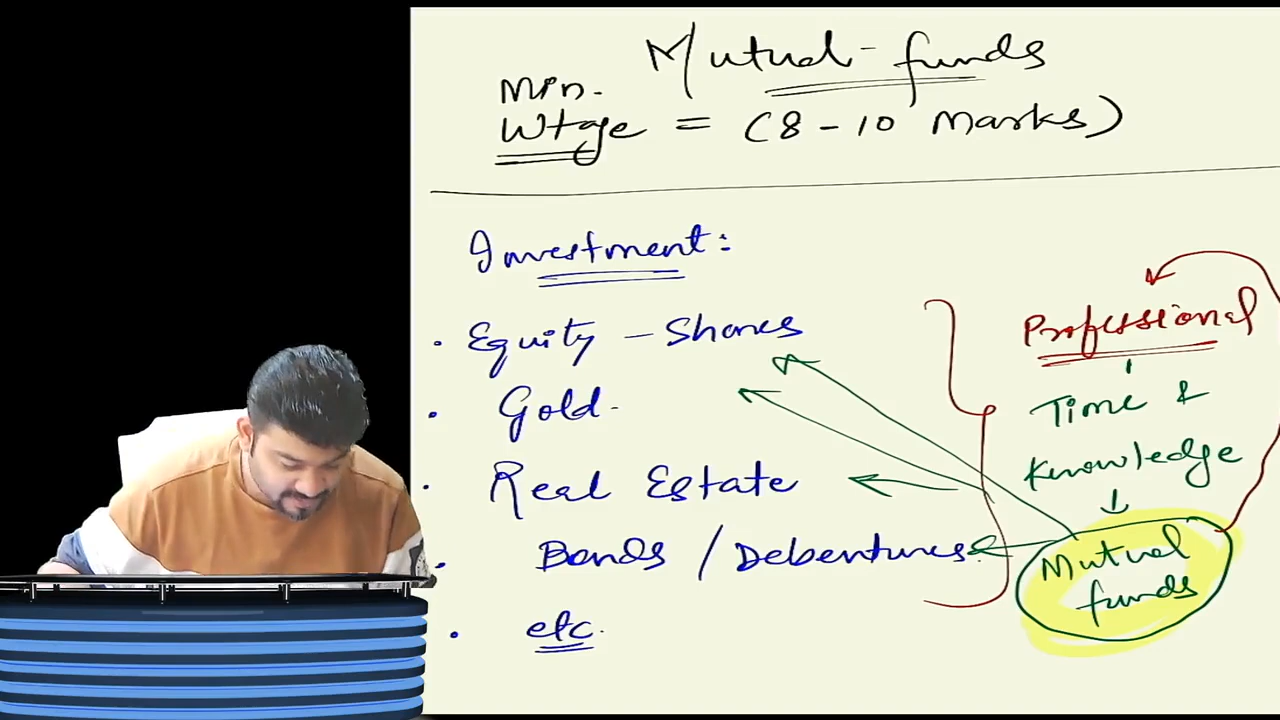 Mutual-funds
Min.
Wtge = (8-10 Marks)
Investment:
• Equity - Shares
• Gold.
• Real Estate
• Bonds / Debentures.
• etc.
Professional
Time &
Knowledge
Mutual
funds